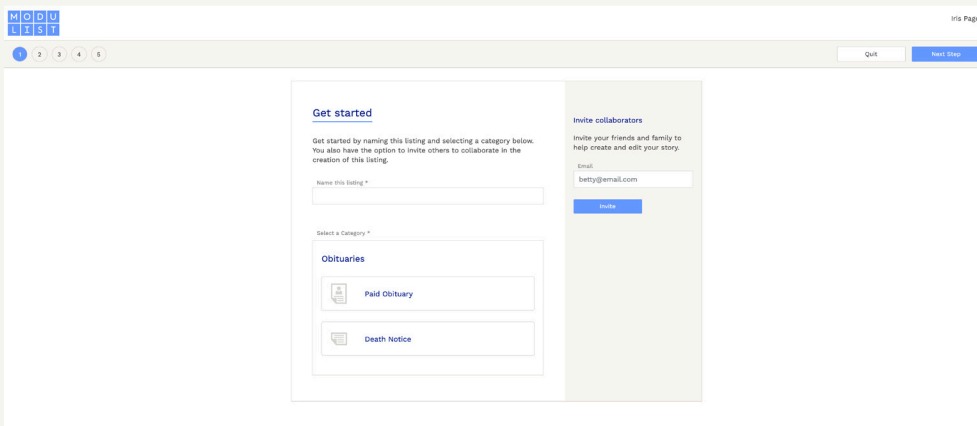 MODU
LIST
Iris Page
1 2 3 4 5
Quit
Next Step
Get started
Get started by naming this listing and selecting a category below.
You also have the option to invite others to collaborate in the
creation of this listing.
Name this listing *
Select a Category *
Obituaries
Paid Obituary
Death Notice
Invite collaborators
Invite your friends and family to
help create and edit your story.
Email
betty@email.com
Invite